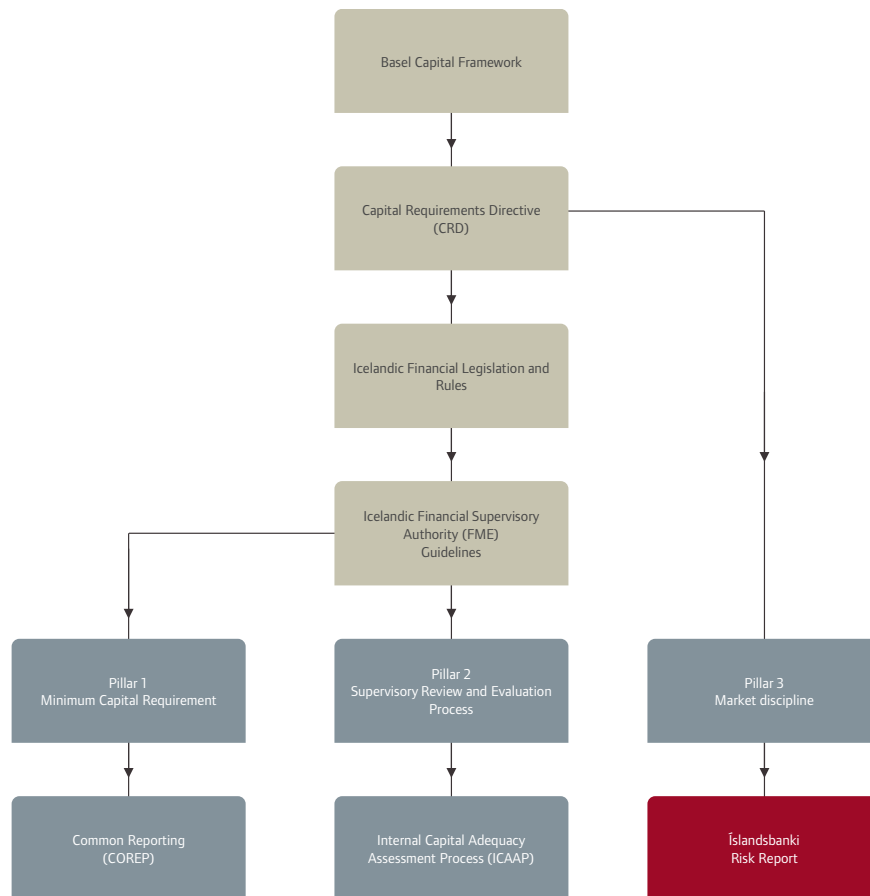 Basel Capital Framework
Capital Requirements Directive
(CRD)
Icelandic Financial Legislation and
Rules
Icelandic Financial Supervisory
Authority (FME)
Guidelines
Pillar 1
Minimum Capital Requirement
Pillar 2
Supervisory Review and Evaluation
Process
Pillar 3
Market discipline
Common Reporting
(COREP)
Internal Capital Adequacy
Assessment Process (ICAAP)
Íslandsbanki
Risk Report